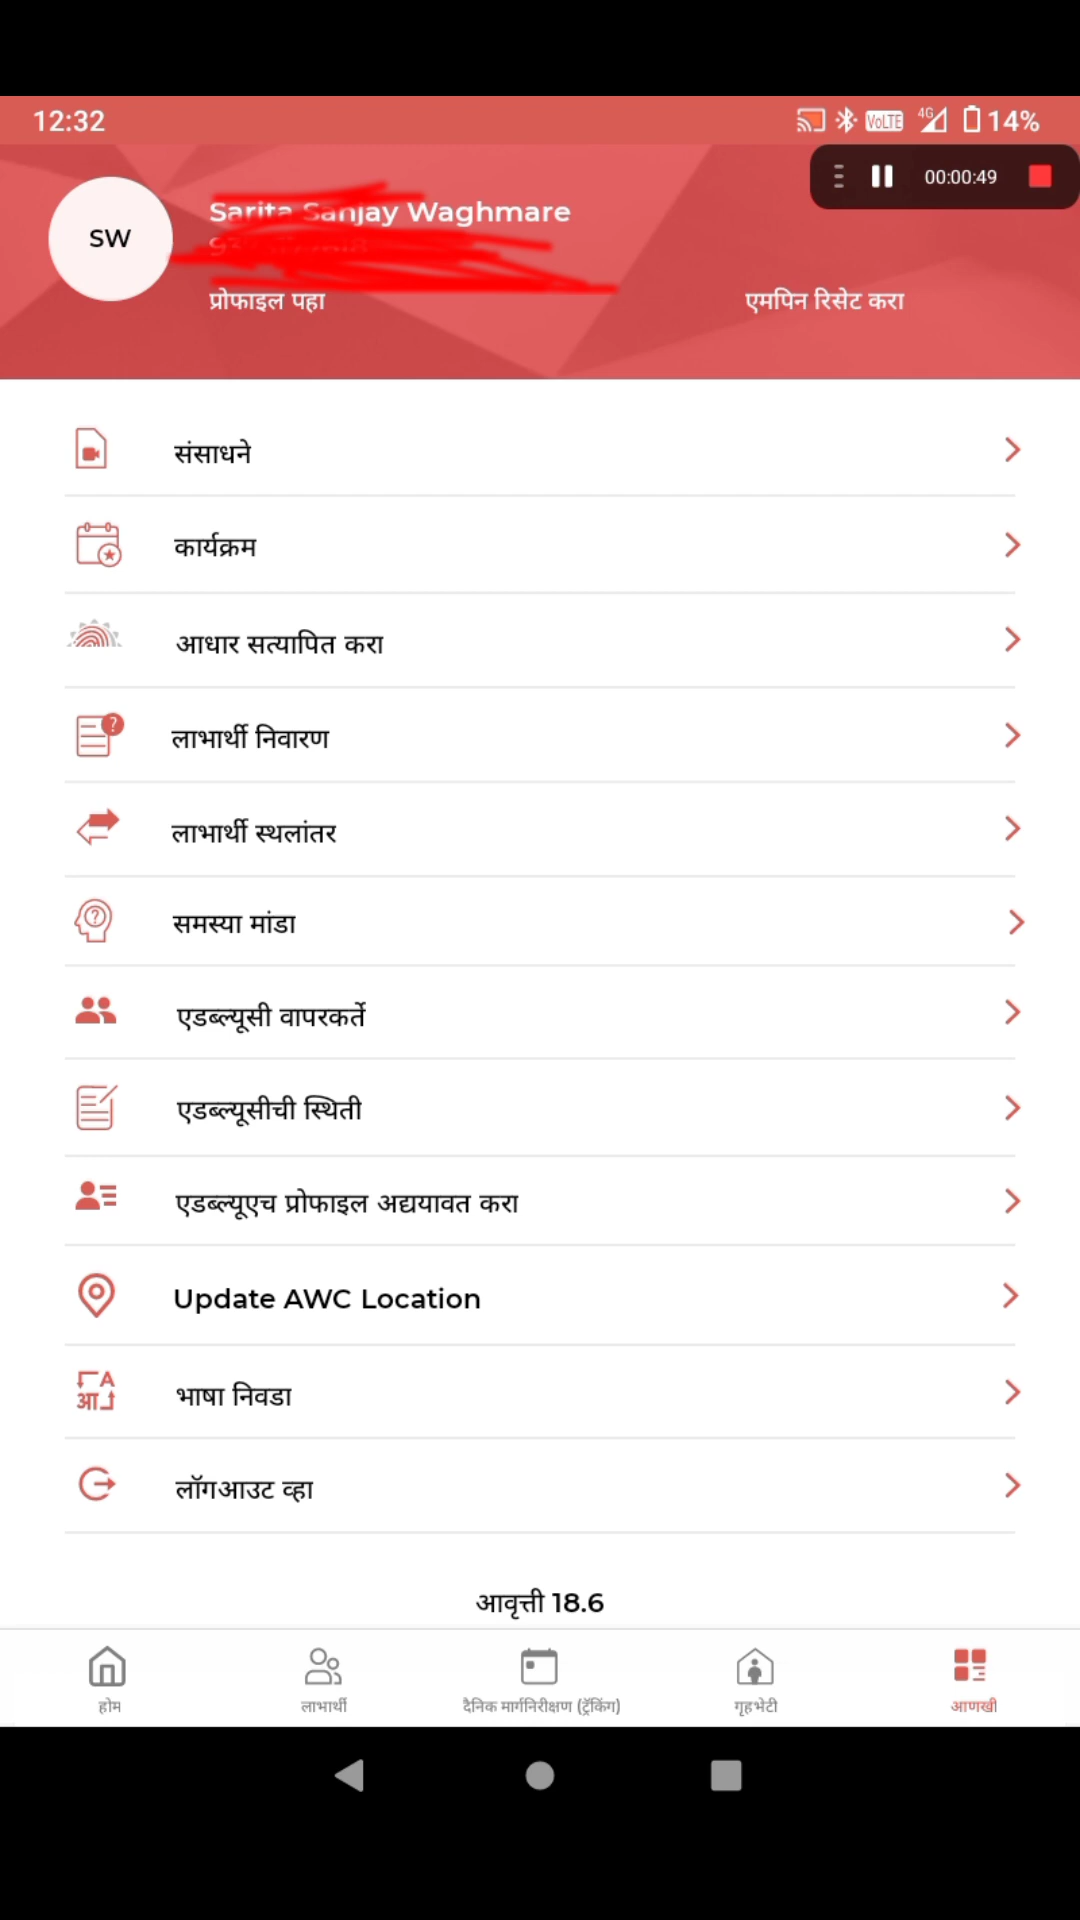 12:32
VoLTE 4G 14%
00:00:49
SW
Sarita Sanjay Waghmare
प्रोफाइल पहा
एमपिन रिसेट करा
संसाधने
कार्यक्रम
आधार सत्यापित करा
लाभार्थी निवारण
लाभार्थी स्थलांतर
समस्या मांडा
एडब्ल्यूसी वापरकर्ते
एडब्ल्यूसीची स्थिती
एडब्ल्यूएच प्रोफाइल अद्ययावत करा
Update AWC Location
भाषा निवडा
लॉगआउट व्हा
आवृत्ती 18.6
होम
लाभार्थी
दैनिक मार्गनिरीक्षण (ट्रॅकिंग)
गृहभेटी
आणखी